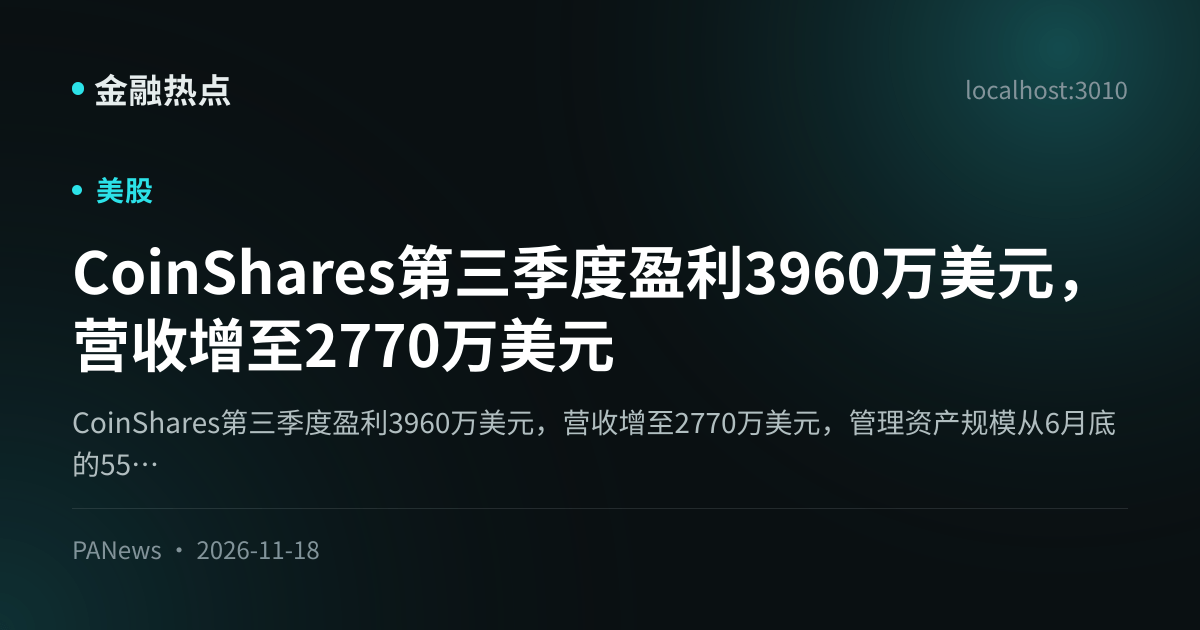 金融热点
localhost:3010
美股
CoinShares第三季度盈利3960万美元，
营收增至2770万美元
CoinShares第三季度盈利3960万美元，营收增至2770万美元，管理资产规模从6月底
的55…
PANews • 2026-11-18